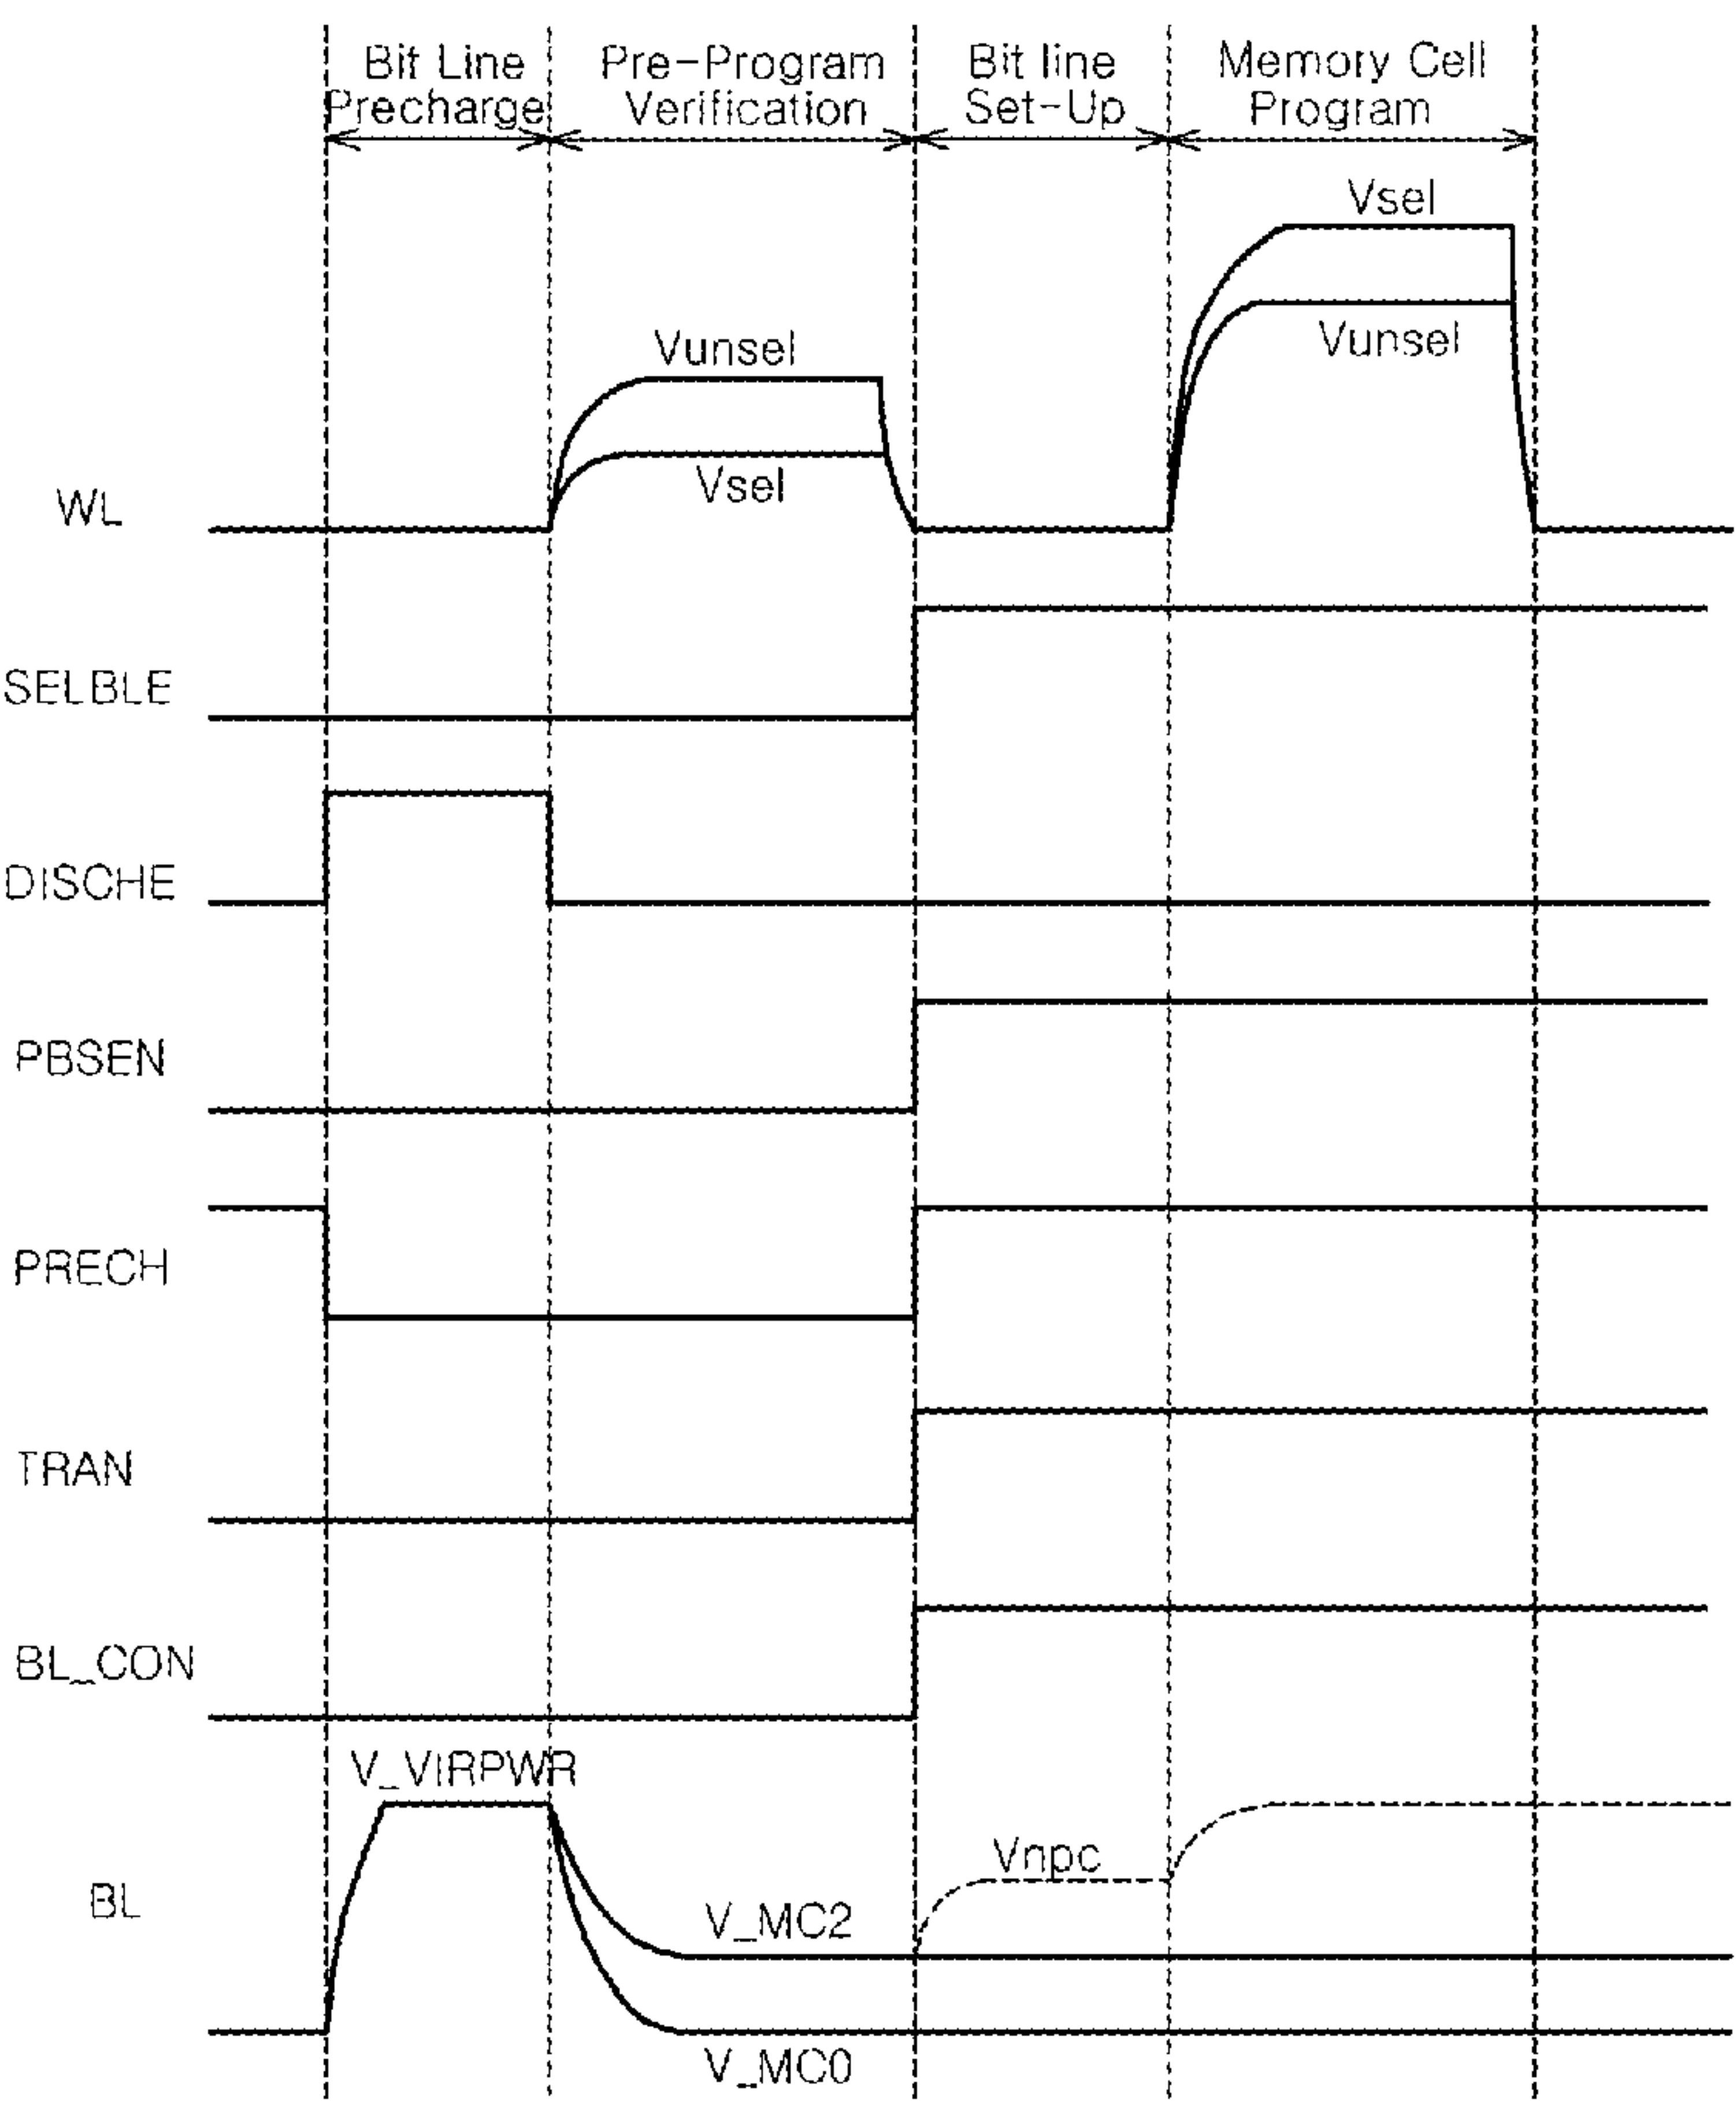 Bit Line
Precharge
Pre-Program
Verification
Bit line
Set-Up
Memory Cell
Program
Vsel
Vunsel
Vunsel
Vsel
WL
SELBLE
DISCHE
PBSEN
PRECH
TRAN
BL_CON
V_VIRPWR
Vnpc
BL
V_MC2
V_MC0